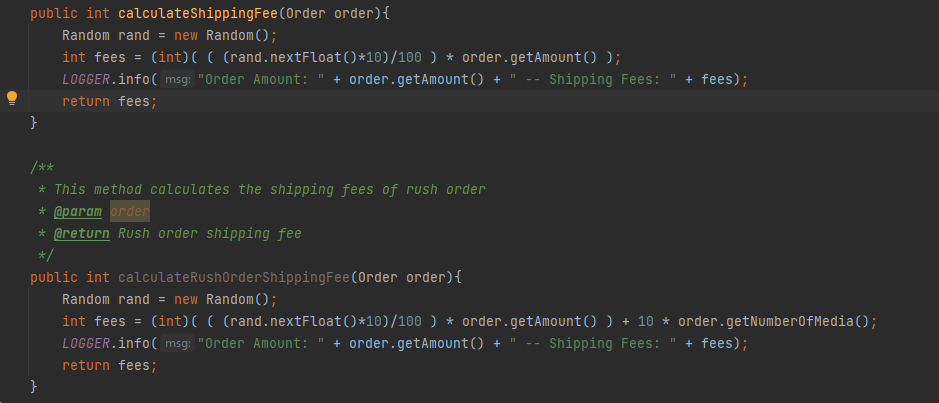 public int calculateShippingFee(Order order){
Random rand = new Random();
int fees = (int)( ( (rand.nextFloat()*10)/100 ) * order.getAmount() );
LOGGER.info( msg: "Order Amount: " + order.getAmount() + " -- Shipping Fees: " + fees);
return fees;
}
/**
* This method calculates the shipping fees of rush order
* @param order
* @return Rush order shipping fee
*/
public int calculateRushOrderShippingFee(Order order){
Random rand = new Random();
int fees = (int)( ( (rand.nextFloat()*10)/100 ) * order.getAmount() ) + 10 * order.getNumberOfMedia();
LOGGER.info( msg: "Order Amount: " + order.getAmount() + " -- Shipping Fees: " + fees);
return fees;
}